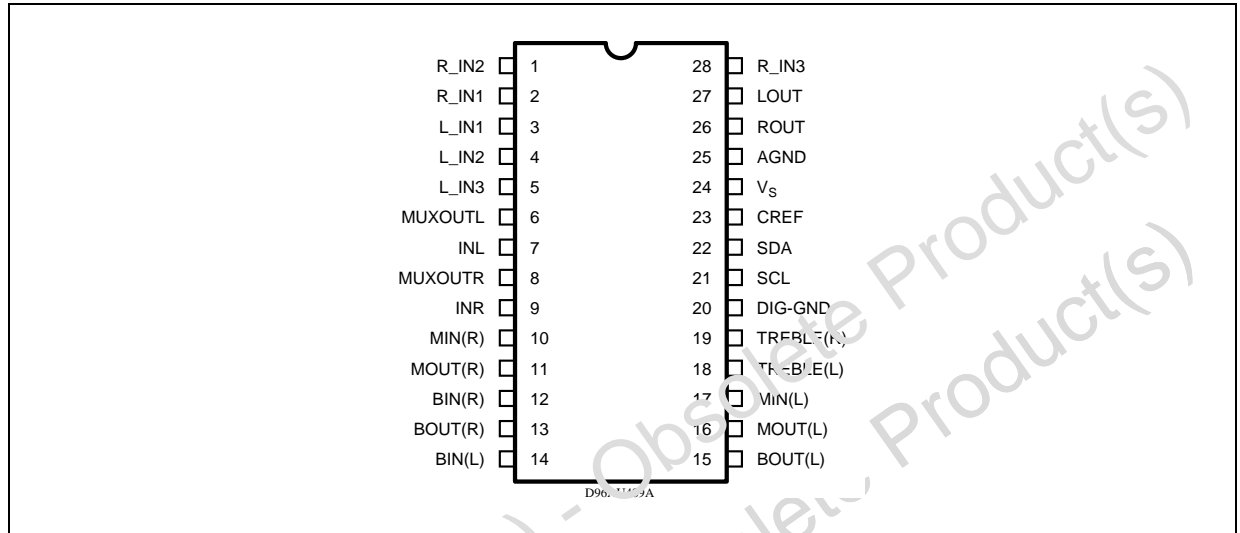 R_IN2 1 28 R_IN3
R_IN1 2 27 LOUT
L_IN1 3 26 ROUT
L_IN2 4 25 AGND
L_IN3 5 24 VS
MUXOUTL 6 23 CREF
INL 7 22 SDA
MUXOUTR 8 21 SCL
INR 9 20 DIG-GND
MIN(R) 10 19 TREBLE(R)
MOUT(R) 11 18 TREBLE(L)
BIN(R) 12 17 MIN(L)
BOUT(R) 13 16 MOUT(L)
BIN(L) 14 15 BOUT(L)
- Obsolete Product(s)
Product(s)